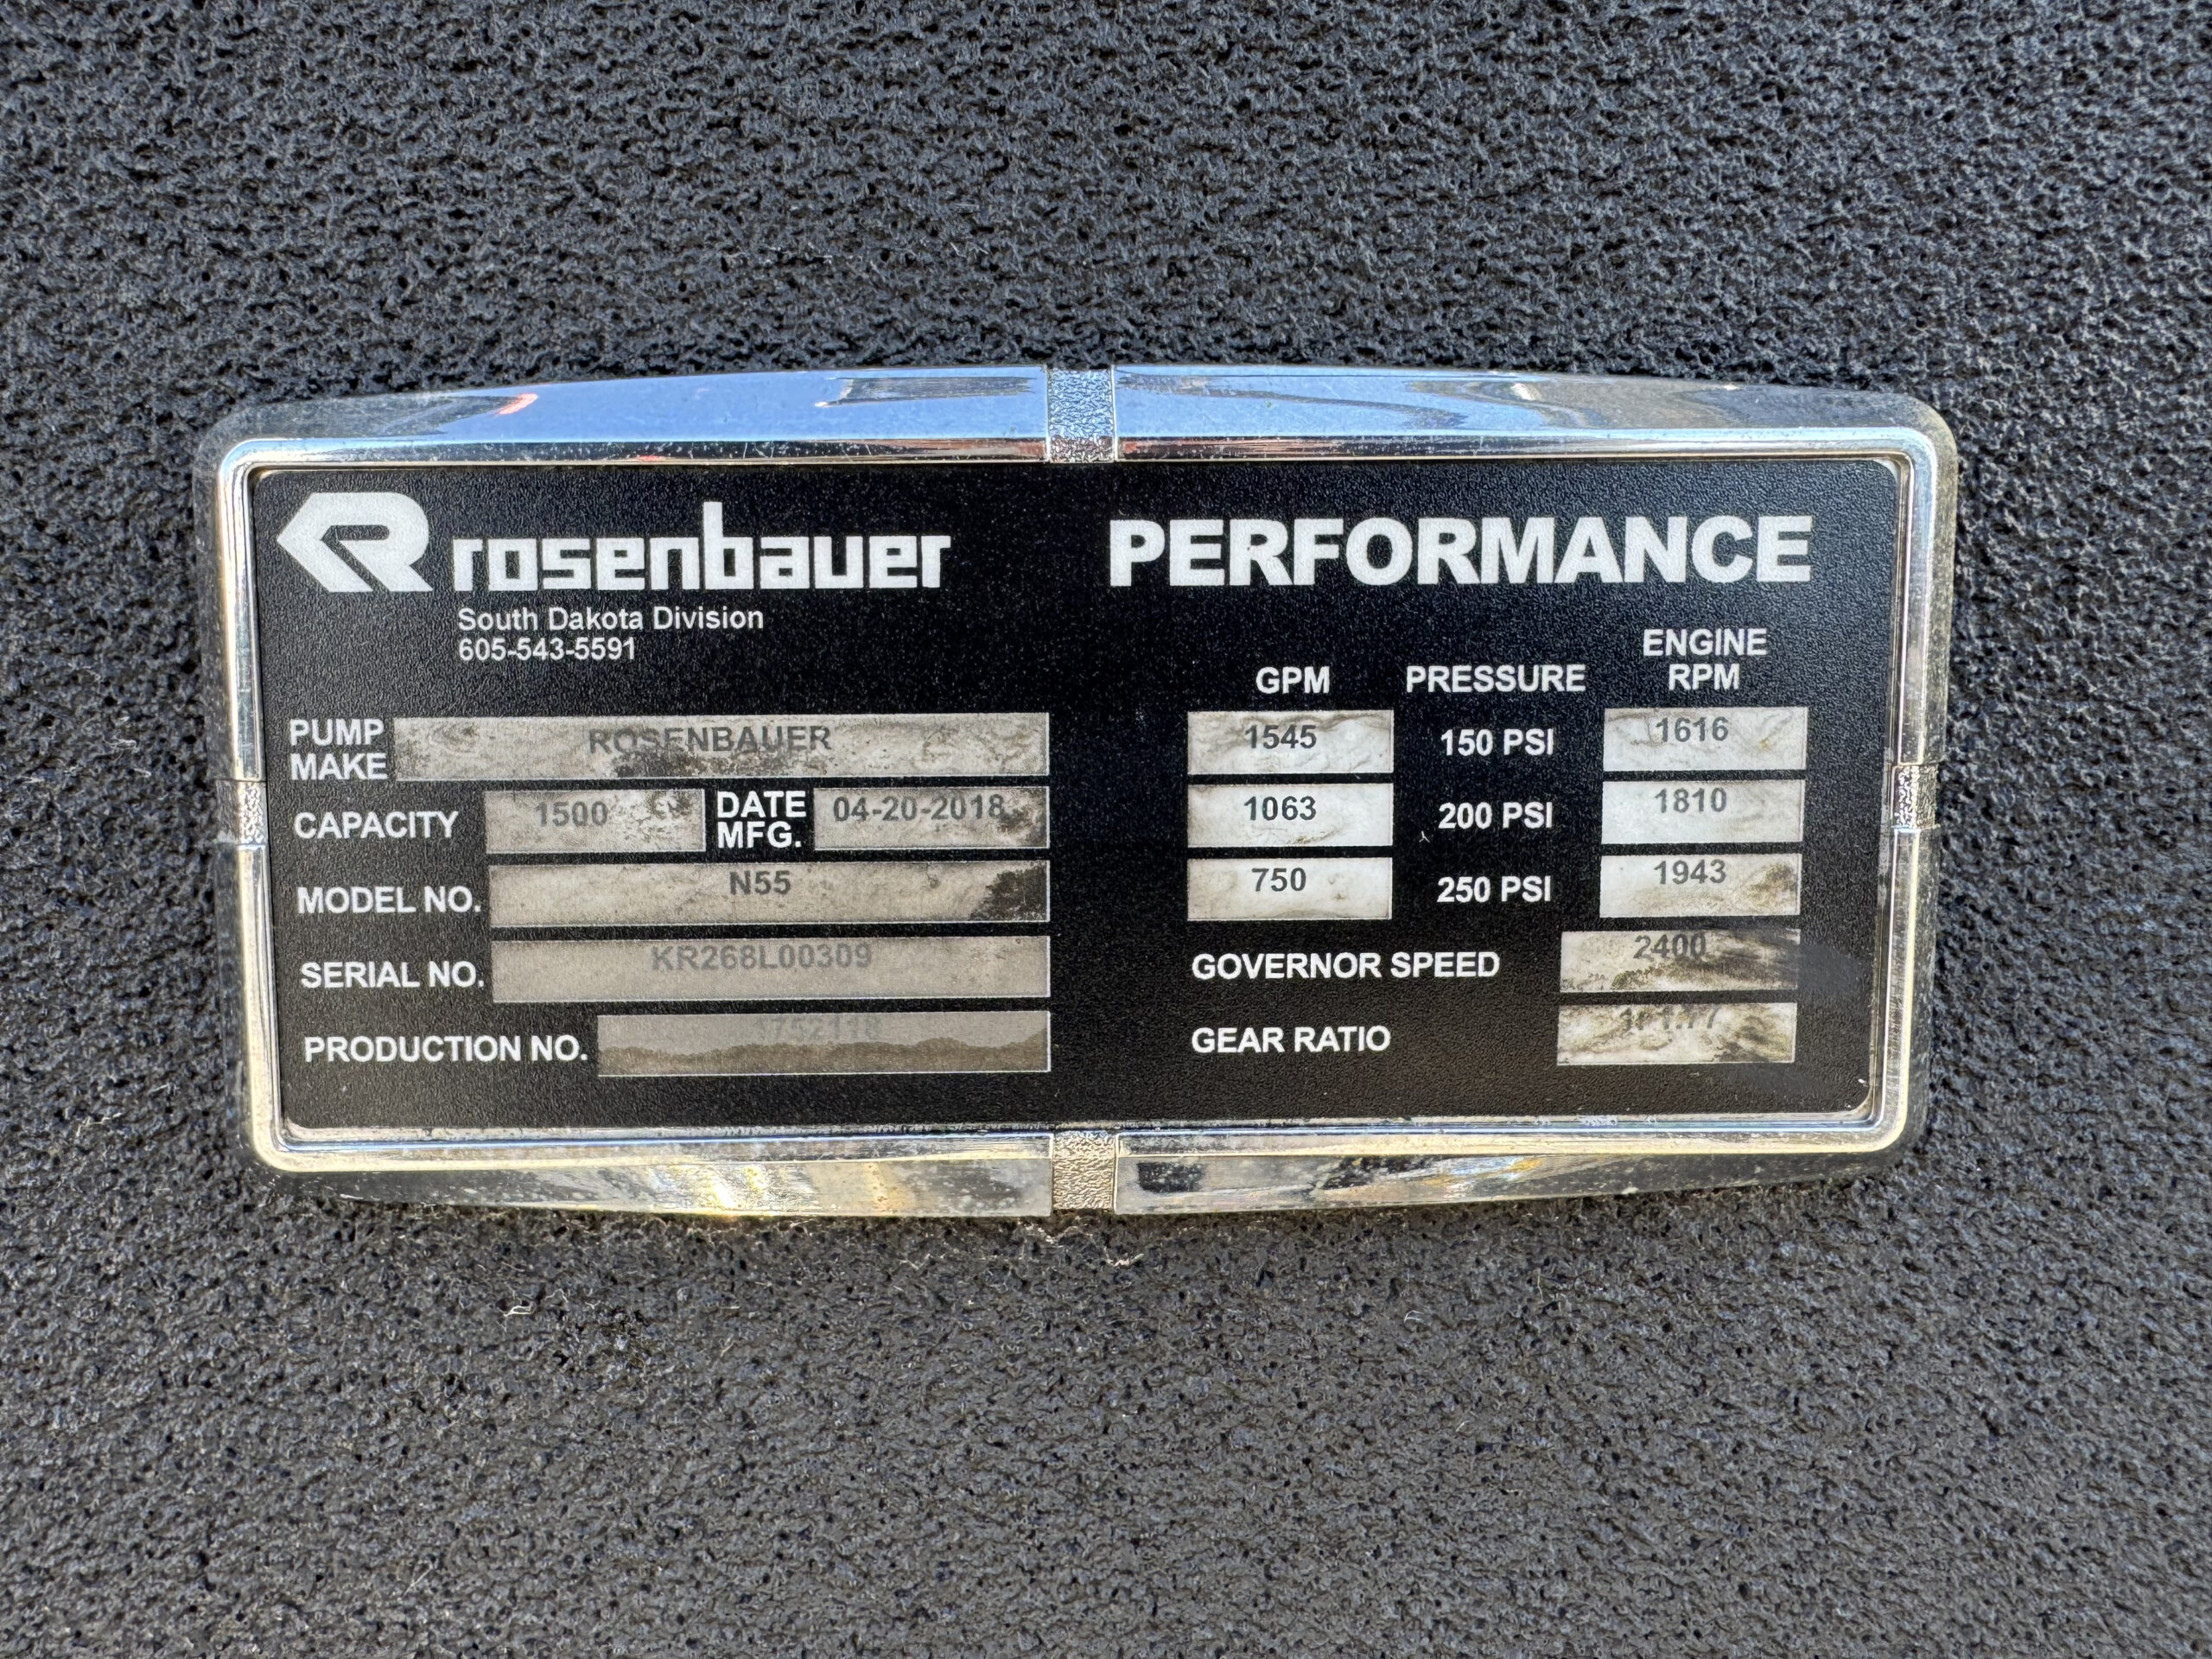 rosenbauer
South Dakota Division
605-543-5591
PERFORMANCE
GPM PRESSURE ENGINE RPM
PUMP MAKE ROSENBAUER
CAPACITY 1500 DATE MFG. 04-20-2018
MODEL NO. N55
SERIAL NO. KR268L00309
PRODUCTION NO.
1545 150 PSI 1616
1063 200 PSI 1810
750 250 PSI 1943
GOVERNOR SPEED 2400
GEAR RATIO